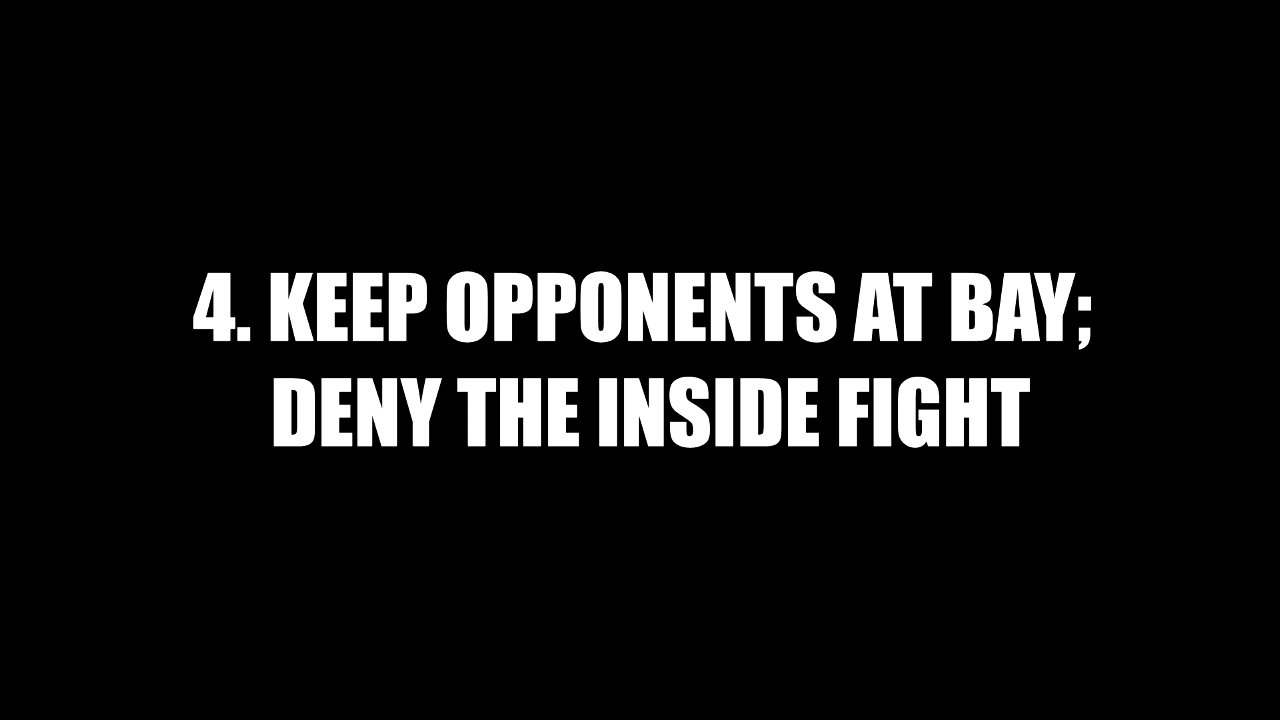 4. KEEP OPPONENTS AT BAY;
DENY THE INSIDE FIGHT